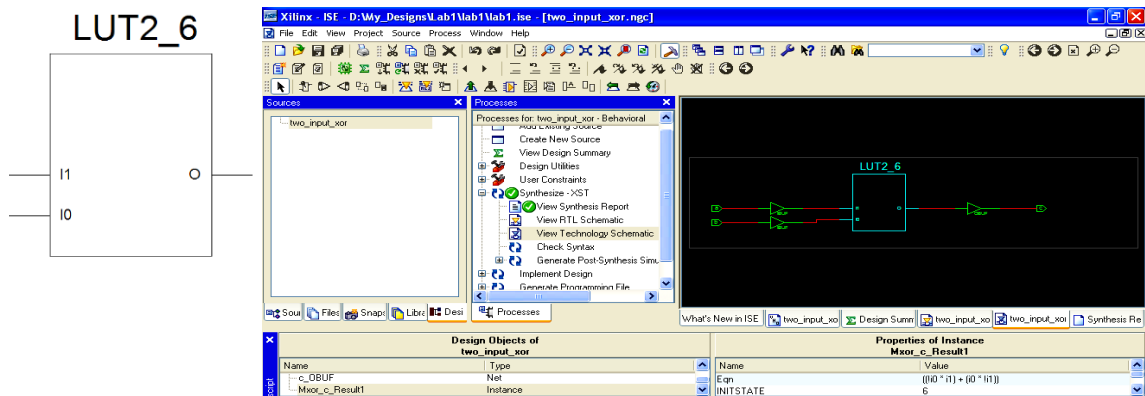 LUT2_6
I1
O
I0
Xilinx - ISE - D:\My_Designs\Lab1\lab1\lab1.ise - [two_input_xor.ngc]
File Edit View Project Source Process Window Help
Sources
two_input_xor
Sour
Files
Snaps
Libra
Desi
Processes
Processes for: two_input_xor - Behavioral
Add Existing Source
Create New Source
View Design Summary
Design Utilities
User Constraints
Synthesize - XST
View Synthesis Report
View RTL Schematic
View Technology Schematic
Check Syntax
Generate Post-Synthesis Simu
Implement Design
Generate Programming File
Processes
LUT2_6
What's New in ISE
two_input_xo
Design Summ
two_input_xo
two_input_xor
Synthesis Re
Design Objects of
two_input_xor
Name Type
c_OBUF Net
Mxor_c_Result1 Instance
Properties of Instance
Mxor_c_Result1
Name Value
Eqn ((!i0 * i1) + (i0 * !i1))
INITSTATE 6